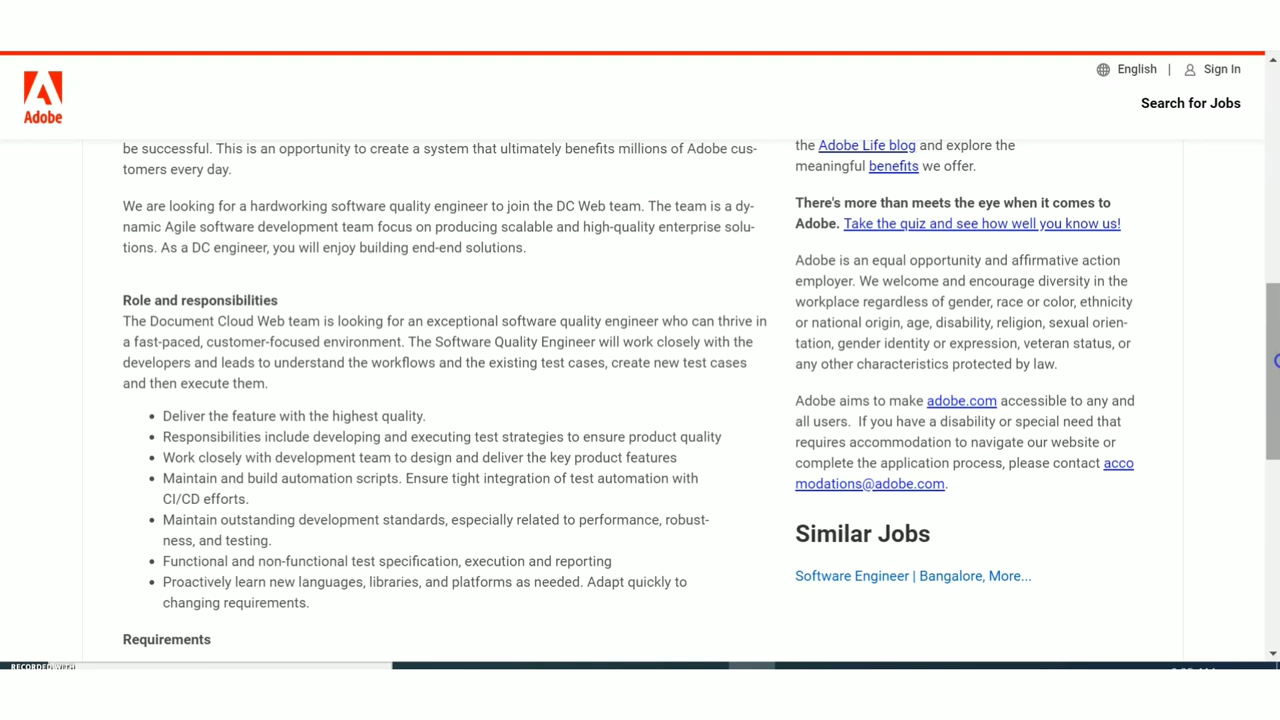 English | Sign In
Adobe
Search for Jobs
be successful. This is an opportunity to create a system that ultimately benefits millions of Adobe cus-
tomers every day.
We are looking for a hardworking software quality engineer to join the DC Web team. The team is a dy-
namic Agile software development team focus on producing scalable and high-quality enterprise solu-
tions. As a DC engineer, you will enjoy building end-end solutions.
Role and responsibilities
The Document Cloud Web team is looking for an exceptional software quality engineer who can thrive in
a fast-paced, customer-focused environment. The Software Quality Engineer will work closely with the
developers and leads to understand the workflows and the existing test cases, create new test cases
and then execute them.
• Deliver the feature with the highest quality.
• Responsibilities include developing and executing test strategies to ensure product quality
• Work closely with development team to design and deliver the key product features
• Maintain and build automation scripts. Ensure tight integration of test automation with
CI/CD efforts.
• Maintain outstanding development standards, especially related to performance, robust-
ness, and testing.
• Functional and non-functional test specification, execution and reporting
• Proactively learn new languages, libraries, and platforms as needed. Adapt quickly to
changing requirements.
Requirements
the Adobe Life blog and explore the
meaningful benefits we offer.
There's more than meets the eye when it comes to
Adobe. Take the quiz and see how well you know us!
Adobe is an equal opportunity and affirmative action
employer. We welcome and encourage diversity in the
workplace regardless of gender, race or color, ethnicity
or national origin, age, disability, religion, sexual orien-
tation, gender identity or expression, veteran status, or
any other characteristics protected by law.
Adobe aims to make adobe.com accessible to any and
all users. If you have a disability or special need that
requires accommodation to navigate our website or
complete the application process, please contact acco
modations@adobe.com.
Similar Jobs
Software Engineer | Bangalore, More...
RECORDED WITH